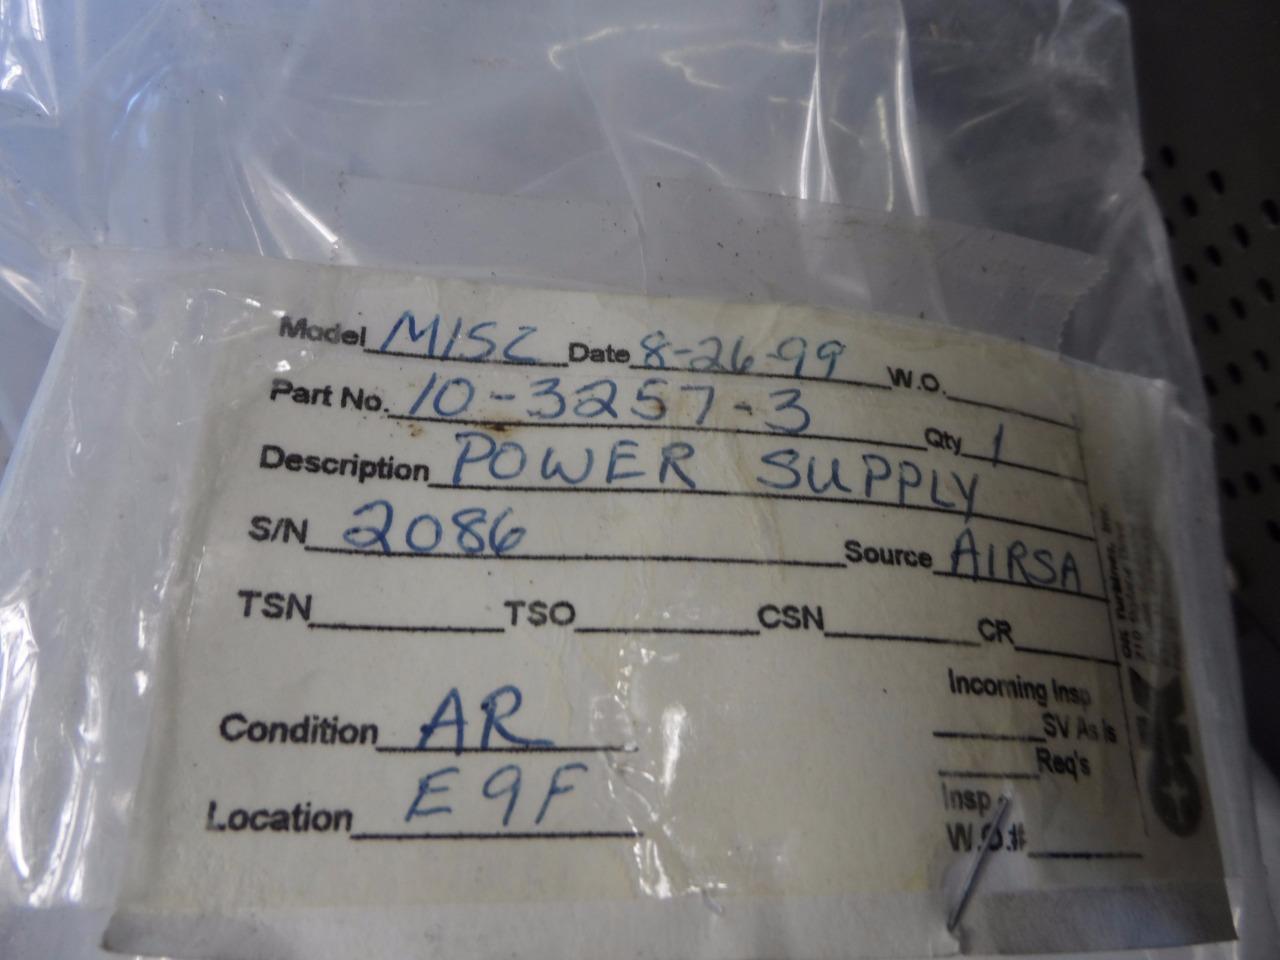 Model MISC Date 8-26-99 W.O.
Part No. 10-3257-3 Qty 1
Description POWER SUPPLY
S/N 2086 Source AIRSA
TSN TSO CSN CR
Condition AR
Location E9F
Incoming Insp
SV As is
Req's
Insp
W.O.#